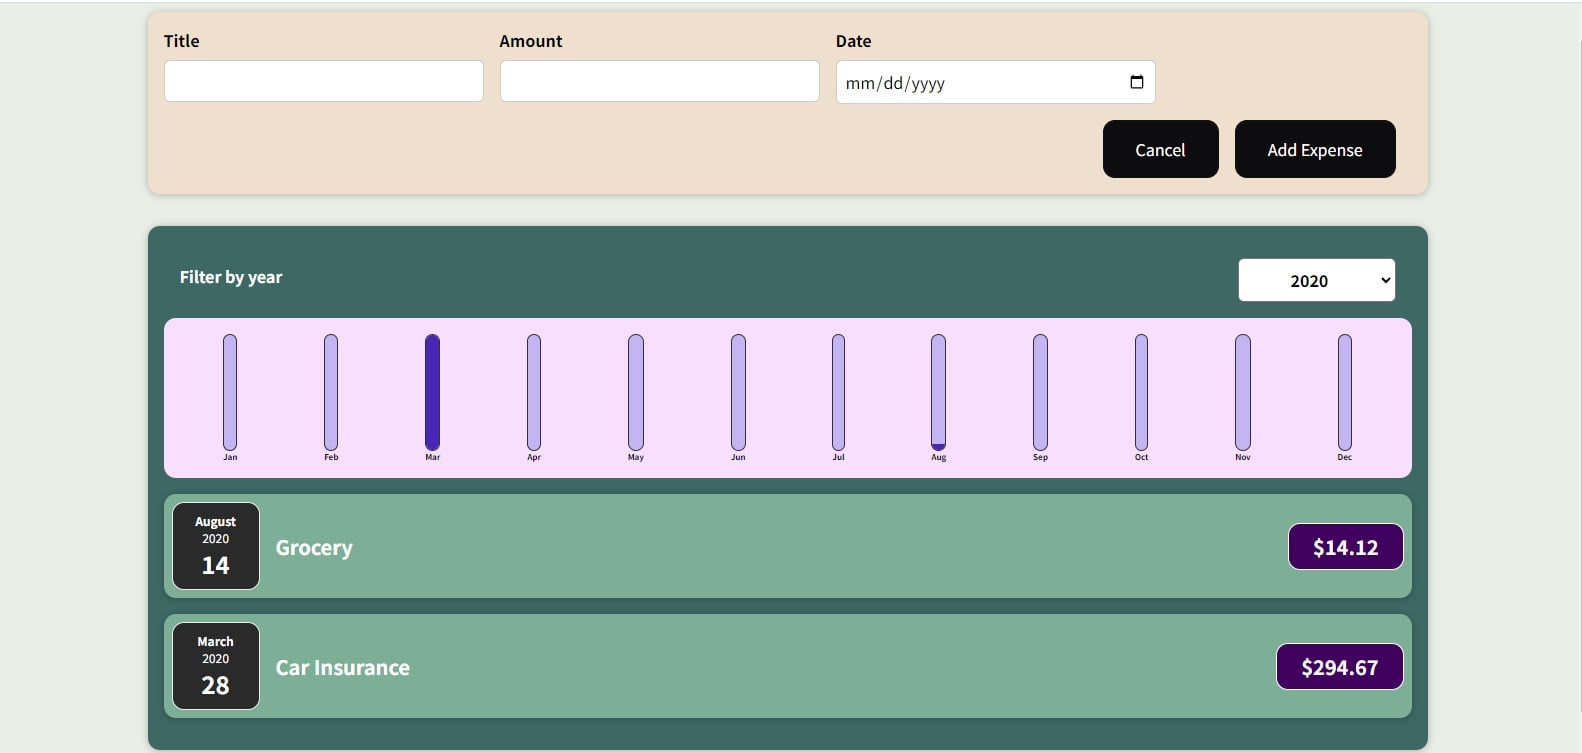 Title Amount Date
mm/dd/yyyy
Cancel Add Expense
Filter by year 2020
Jan Feb Mar Apr May Jun Jul Aug Sep Oct Nov Dec
August
2020
14
Grocery
$14.12
March
2020
28
Car Insurance
$294.67